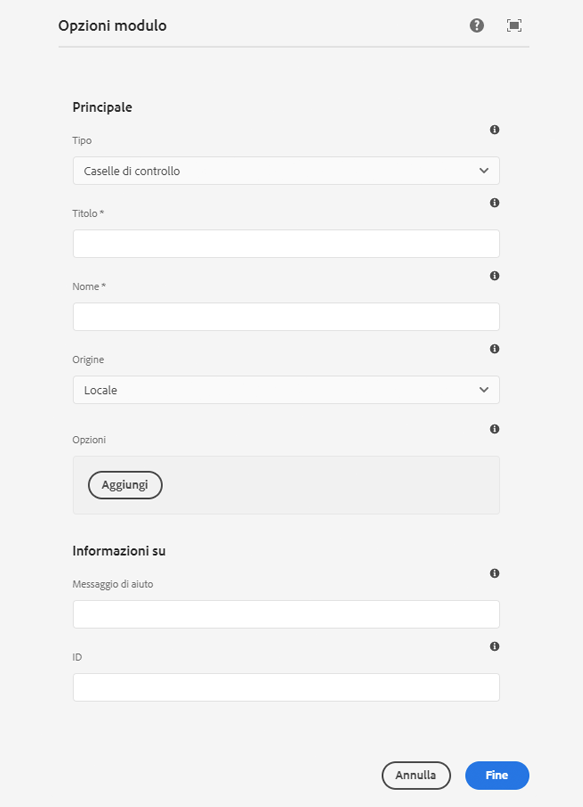 Opzioni modulo
Principale
Tipo
Caselle di controllo
Titolo *
Nome *
Origine
Locale
Opzioni
Aggiungi
Informazioni su
Messaggio di aiuto
ID
Annulla
Fine